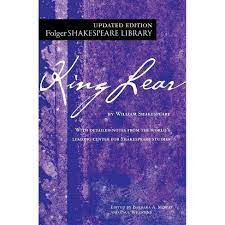 UPDATED EDITION
Folger SHAKESPEARE LIBRARY
King Lear
BY WILLIAM SHAKESPEARE
WITH DETAILED NOTES FROM THE WORLD'S
LEADING CENTER FOR SHAKESPEARE STUDIES
EDITED BY BARBARA A. MOWAT
AND PAUL WERSTINE